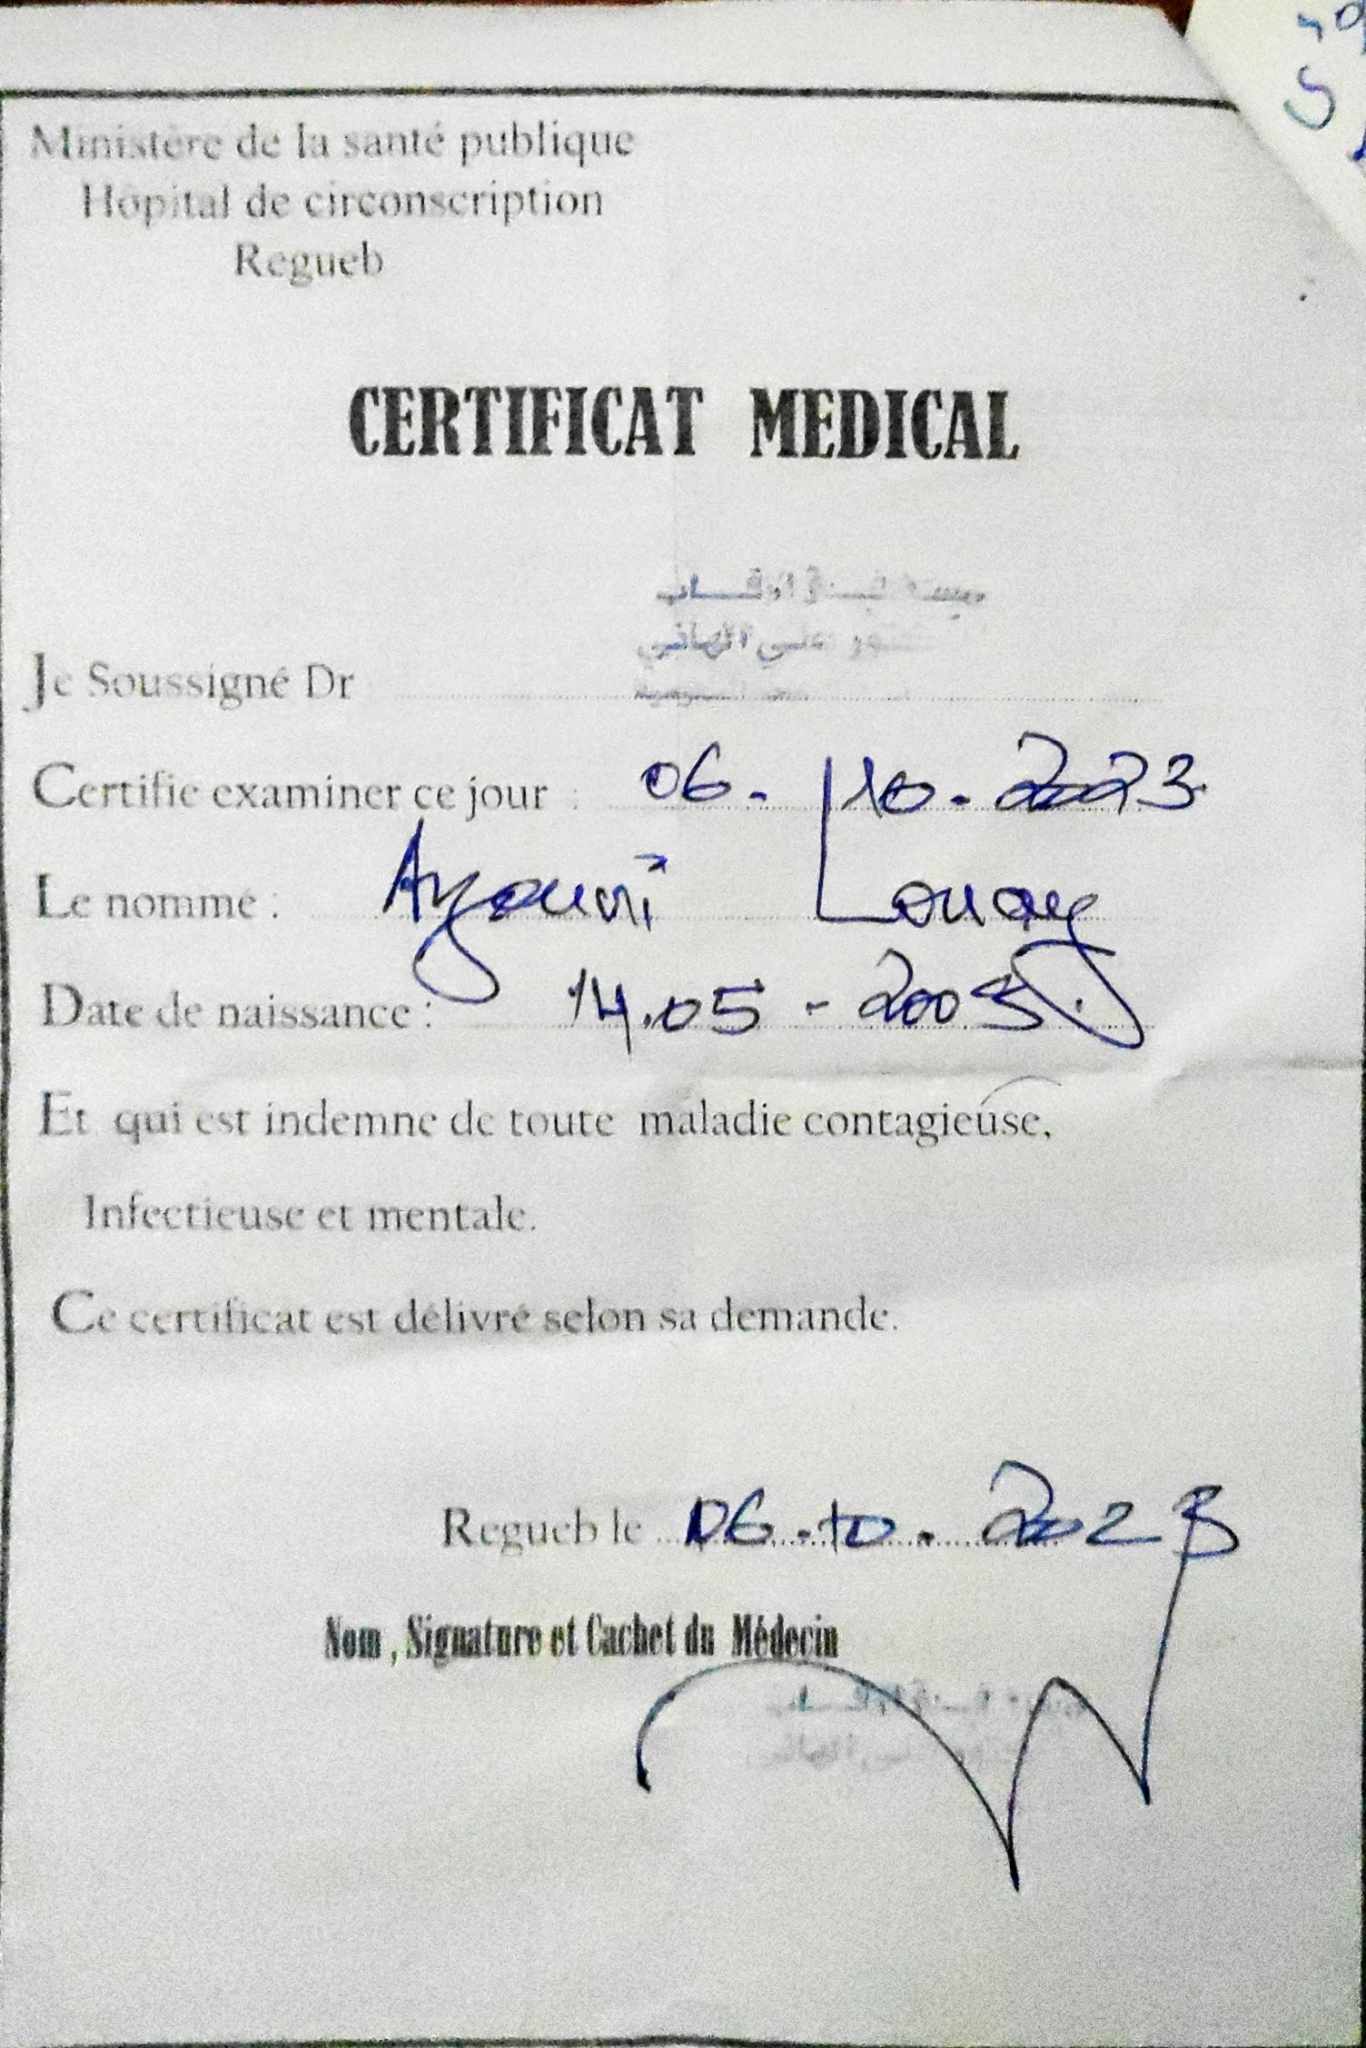 Ministère de la santé publique
Hôpital de circonscription
Regueb
CERTIFICAT MEDICAL
علي الهاني
Je Soussigné Dr
Certifie examiner ce jour : 06. 10. 2023
Le nommé : Ayouni Louay
Date de naissance : 14.05-2005
Et qui est indemne de toute maladie contagieuse,
Infectieuse et mentale.
Ce certificat est délivré selon sa demande.
Regueb le 06.10. 2023
Nom , Signature et Cachet du Médecin